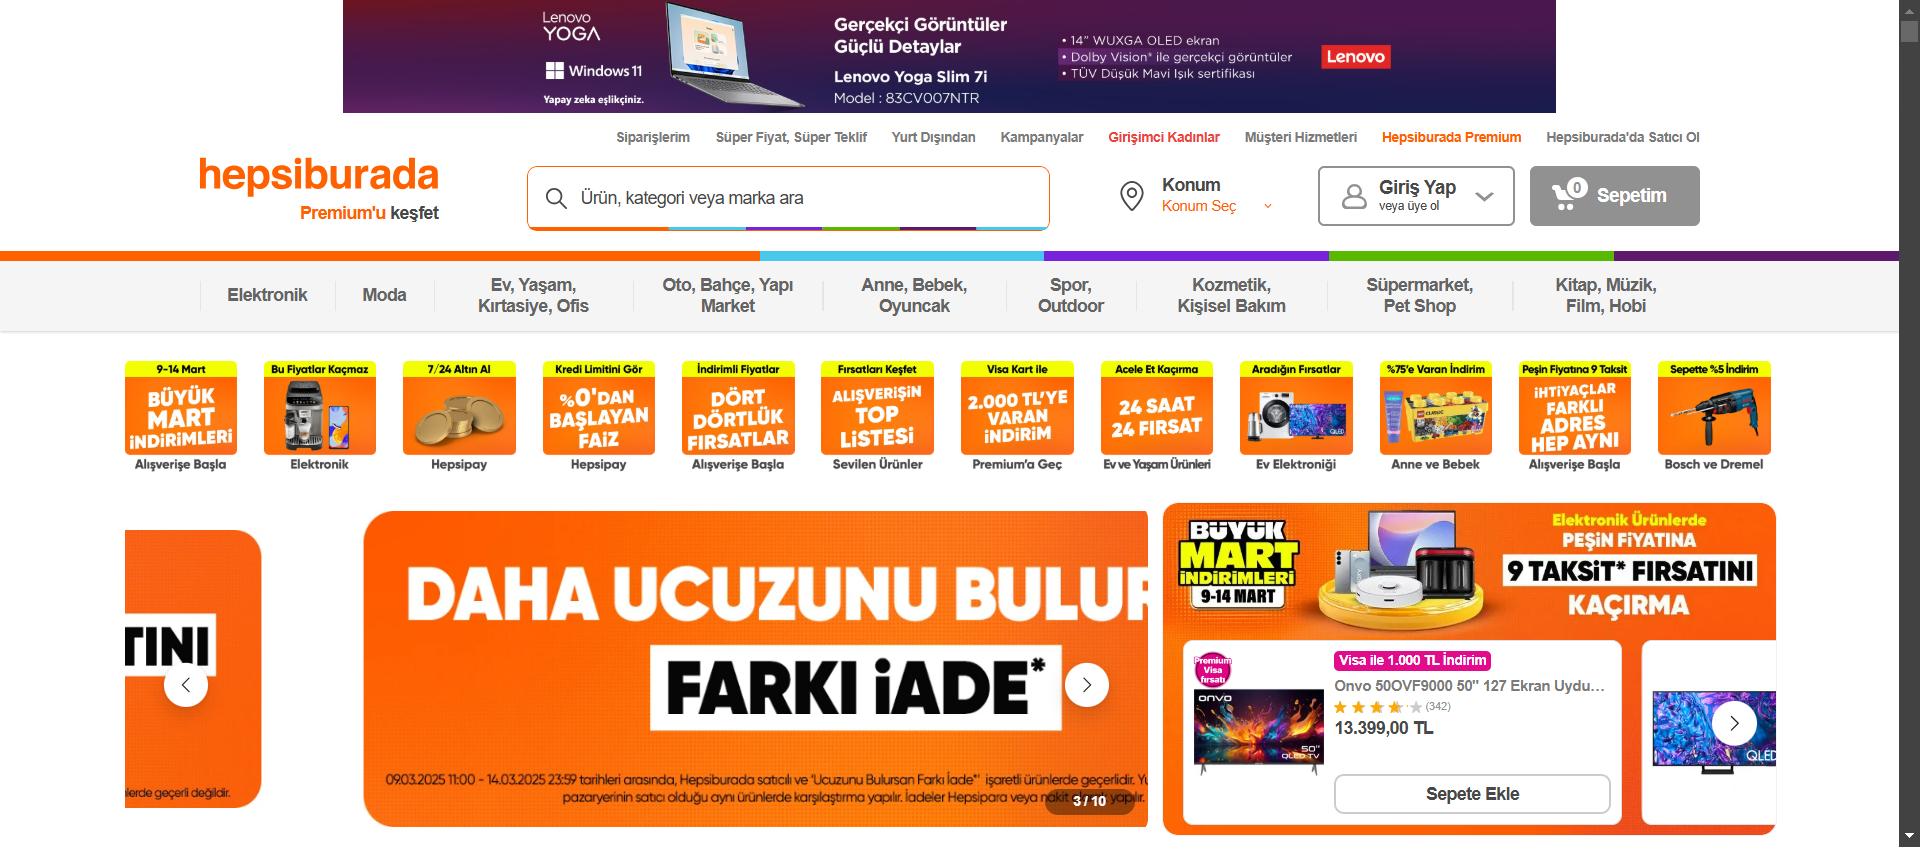 Lenovo
YOGA
Windows 11
Yapay zeka eşlikçiniz.
Gerçekçi Görüntüler
Güçlü Detaylar
Lenovo Yoga Slim 7i
Model : 83CV007NTR
• 14" WUXGA OLED ekran
• Dolby Vision* ile gerçekçi görüntüler
• TÜV Düşük Mavi Işık sertifikası
Lenovo
Siparişlerim Süper Fiyat, Süper Teklif Yurt Dışından Kampanyalar Girişimci Kadınlar Müşteri Hizmetleri Hepsiburada Premium Hepsiburada'da Satıcı Ol
hepsiburada
Premium'u keşfet
Ürün, kategori veya marka ara
Konum
Konum Seç
Giriş Yap
veya üye ol
0
Sepetim
Elektronik
Moda
Ev, Yaşam,
Kırtasiye, Ofis
Oto, Bahçe, Yapı
Market
Anne, Bebek,
Oyuncak
Spor,
Outdoor
Kozmetik,
Kişisel Bakım
Süpermarket,
Pet Shop
Kitap, Müzik,
Film, Hobi
9-14 Mart
BÜYÜK
MART
İNDİRİMLERİ
Alışverişe Başla
Bu Fiyatlar Kaçmaz
Elektronik
7/24 Altın Al
Hepsipay
Kredi Limitini Gör
%0'DAN
BAŞLAYAN
FAİZ
Hepsipay
İndirimli Fiyatlar
DÖRT
DÖRTLÜK
FIRSATLAR
Alışverişe Başla
Fırsatları Keşfet
ALIŞVERİŞİN
TOP
LİSTESİ
Sevilen Ürünler
Visa Kart ile
2.000 TL'YE
VARAN
İNDİRİM
Premium'a Geç
Acele Et Kaçırma
24 SAAT
24 FIRSAT
Ev ve Yaşam Ürünleri
Aradığın Fırsatlar
QLED
Ev Elektroniği
%75'e Varan İndirim
LEGO CLASSIC
Anne ve Bebek
Peşin Fiyatına 9 Taksit
İHTİYAÇLAR
FARKLI
ADRES
HEP AYNI
Alışverişe Başla
Sepette %5 İndirim
Bosch ve Dremel
TINI
lerde geçerli değildir.
DAHA UCUZUNU BULUR
FARKI İADE*
09.03.2025 11:00 - 14.03.2025 23:59 tarihleri arasında, Hepsiburada satıcılı ve 'Ucuzunu Bulursan Farkı İade*' işaretli ürünlerde geçerlidir. Yu
pazaryerinin satıcı olduğu aynı ürünlerde karşılaştırma yapılır. İadeler Hepsipara veya nakit olarak yapılır.
3 / 10
BÜYÜK
MART
İNDİRİMLERİ
9-14 MART
Elektronik Ürünlerde
PEŞİN FİYATINA
9 TAKSİT* FIRSATINI
KAÇIRMA
Premium
Visa
fırsatı
ONVO
50"
QLED TV
Visa ile 1.000 TL İndirim
Onvo 50OVF9000 50'' 127 Ekran Uydu...
(342)
13.399,00 TL
Sepete Ekle
QLED